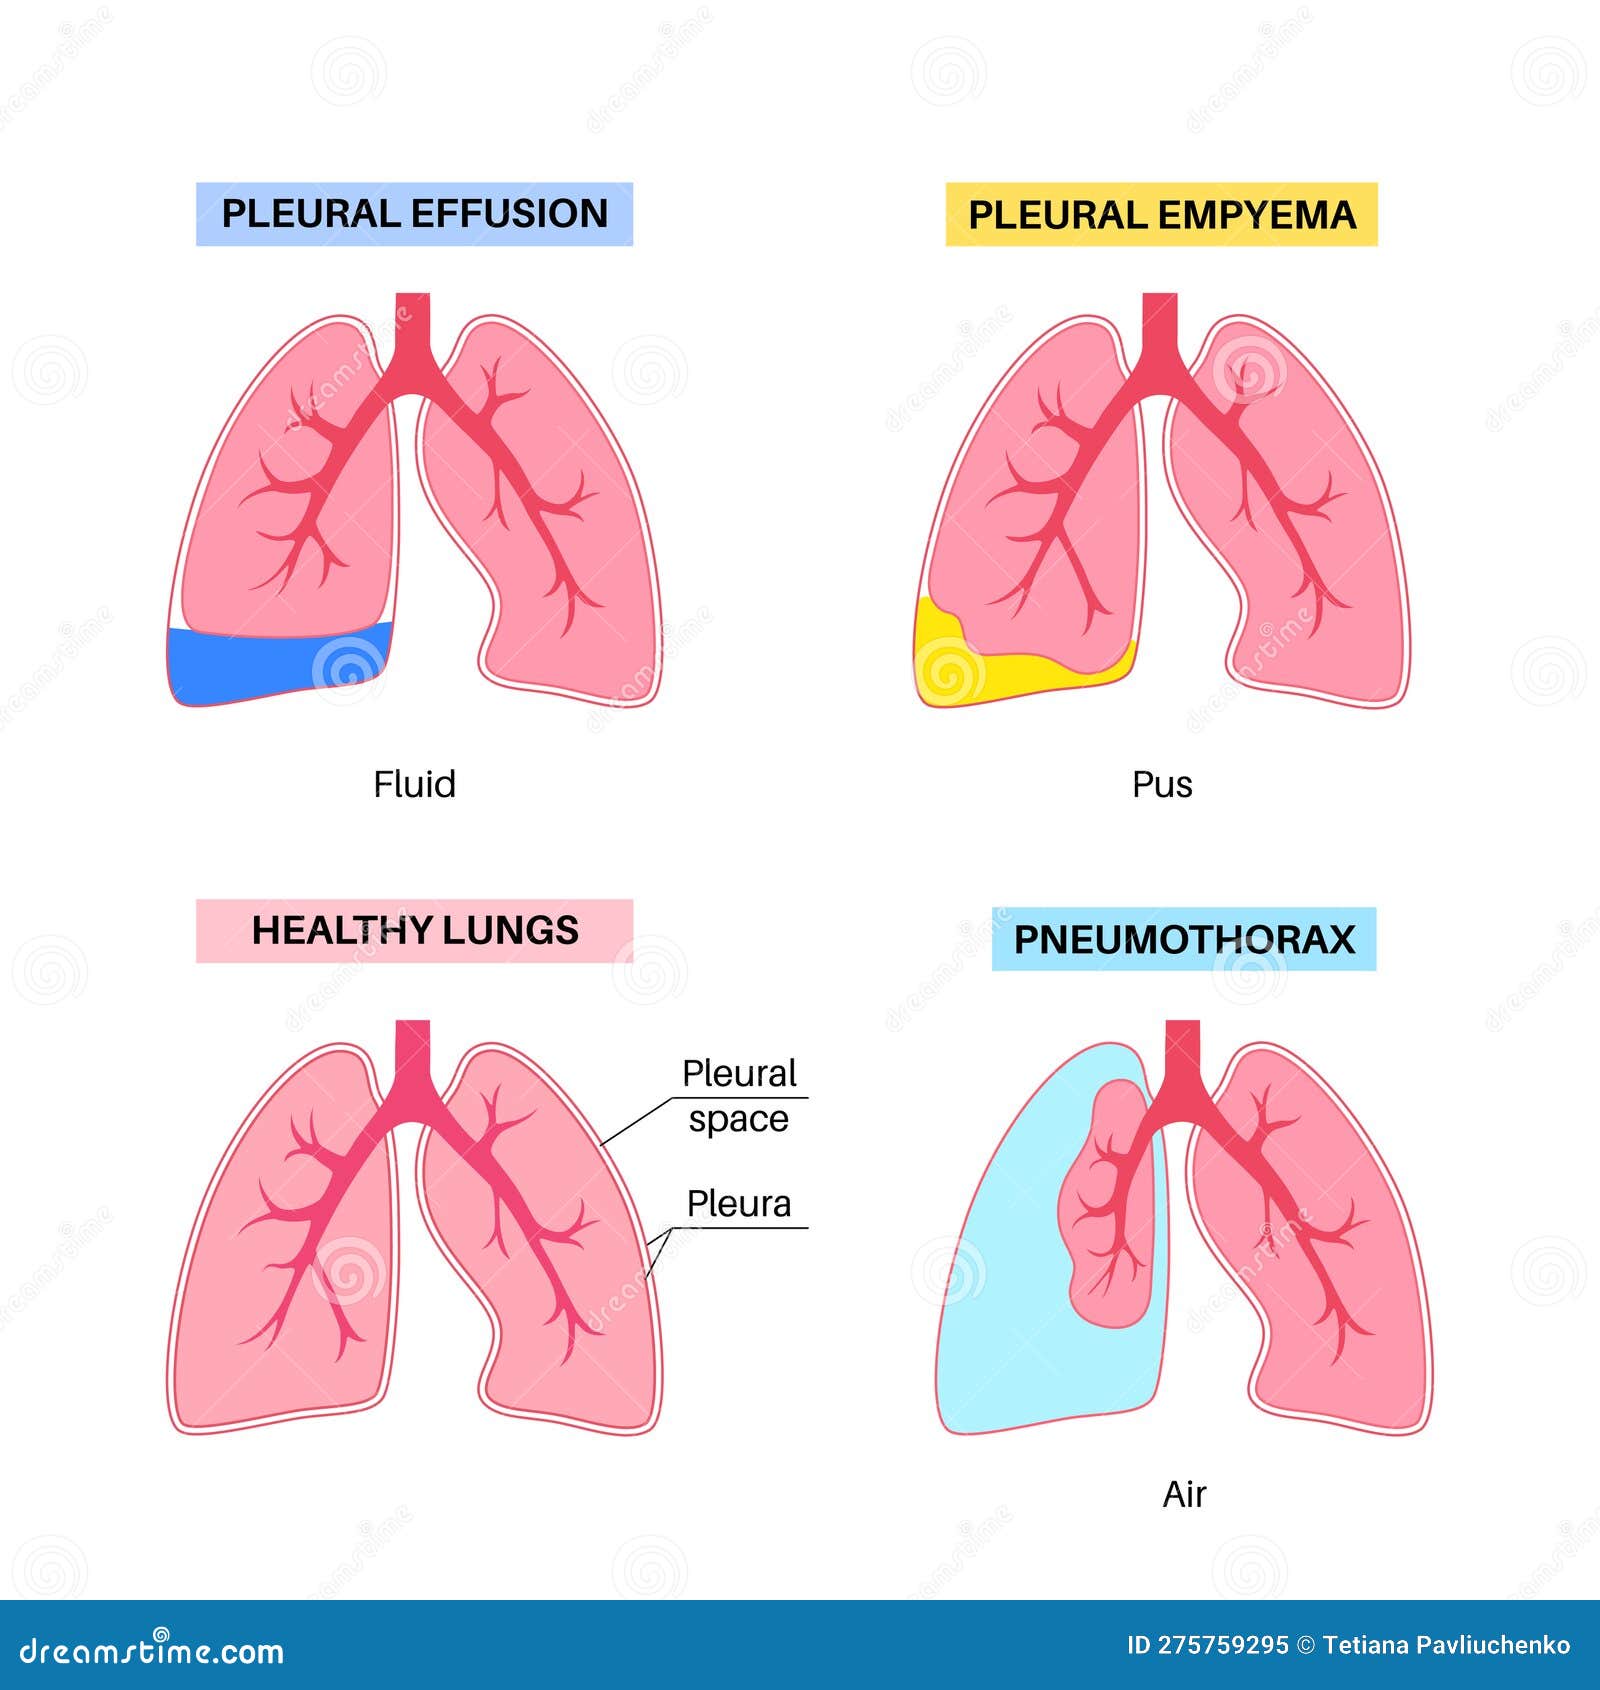 PLEURAL EFFUSION
PLEURAL EMPYEMA
Fluid
Pus
HEALTHY LUNGS
PNEUMOTHORAX
Pleural
space
Pleura
Air
dreamstime.com
ID 275759295 © Tetiana Pavliuchenko